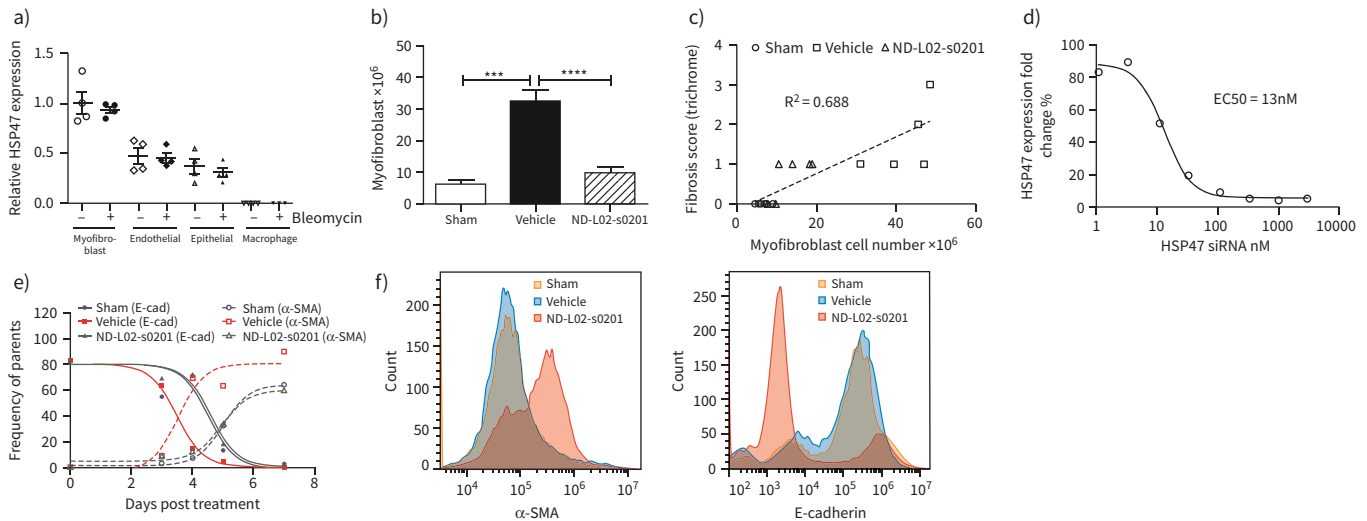 a)
Relative HSP47 expression
1.5
1.0
0.5
0.0
– + – + – + – + Bleomycin
Myofibro-
blast
Endothelial
Epithelial
Macrophage
b)
Myofibroblast ×10⁶
50
40
30
20
10
0
*** ****
Sham Vehicle ND-L02-s0201
c)
Fibrosis score (trichrome)
4
3
2
1
0
Sham Vehicle ND-L02-s0201
R² = 0.688
0 20 40 60
Myofibroblast cell number ×10⁶
d)
HSP47 expression fold
change %
100
80
60
40
20
0
EC50 = 13nM
1 10 100 1000 10000
HSP47 siRNA nM
e)
Sham (E-cad) Sham (α-SMA)
Vehicle (E-cad) Vehicle (α-SMA)
ND-L02-s0201 (E-cad) ND-L02-s0201 (α-SMA)
Frequency of parents
120
100
80
60
40
20
0
0 2 4 6 8
Days post treatment
f)
Sham
Vehicle
ND-L02-s0201
Count
200
150
100
50
0
10⁴ 10⁵ 10⁶ 10⁷
α-SMA
Sham
Vehicle
ND-L02-s0201
Count
250
200
150
100
50
0
10² 10³ 10⁴ 10⁵ 10⁶ 10⁷
E-cadherin